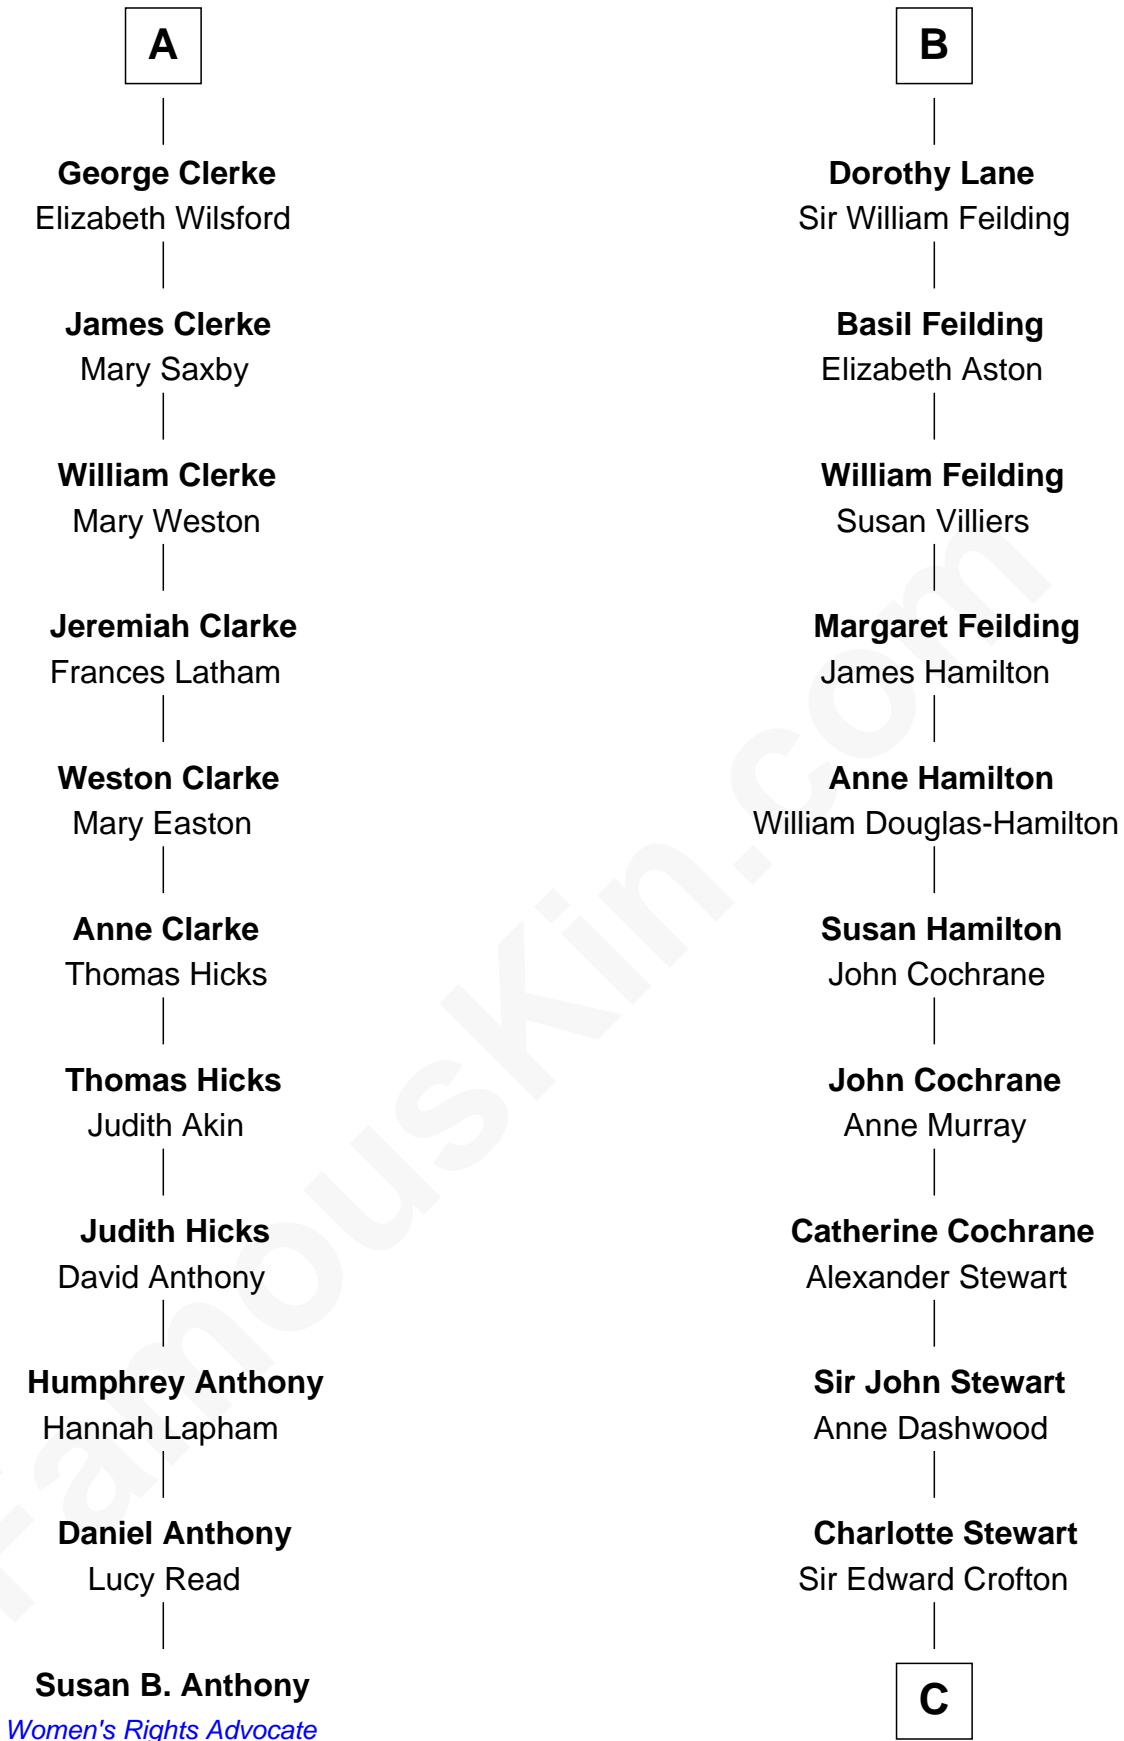 A
George Clerke
Elizabeth Wilsford
James Clerke
Mary Saxby
William Clerke
Mary Weston
Jeremiah Clarke
Frances Latham
Weston Clarke
Mary Easton
Anne Clarke
Thomas Hicks
Thomas Hicks
Judith Akin
Judith Hicks
David Anthony
Humphrey Anthony
Hannah Lapham
Daniel Anthony
Lucy Read
Susan B. Anthony
Women's Rights Advocate
B
Dorothy Lane
Sir William Feilding
Basil Feilding
Elizabeth Aston
William Feilding
Susan Villiers
Margaret Feilding
James Hamilton
Anne Hamilton
William Douglas-Hamilton
Susan Hamilton
John Cochrane
John Cochrane
Anne Murray
Catherine Cochrane
Alexander Stewart
Sir John Stewart
Anne Dashwood
Charlotte Stewart
Sir Edward Crofton
C
FamousKin.com